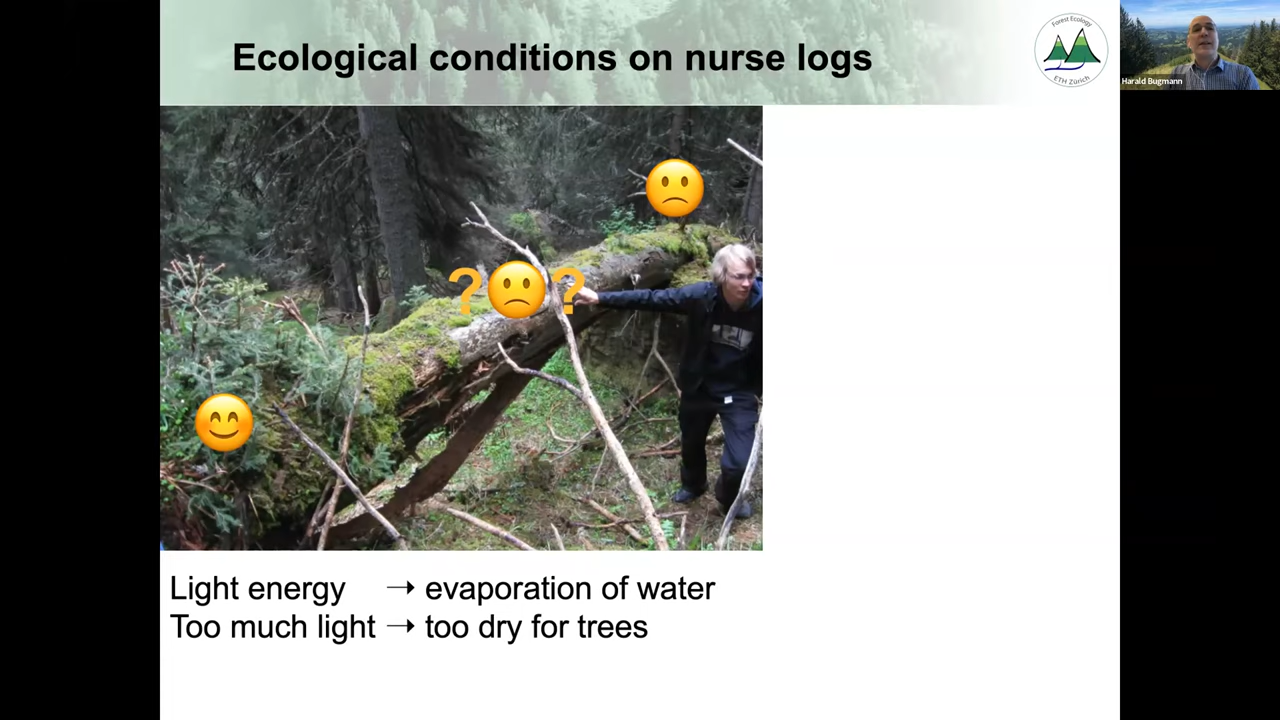 Ecological conditions on nurse logs
Forest Ecology
ETH Zürich
Harald Bugmann
? ?
Light energy → evaporation of water
Too much light → too dry for trees